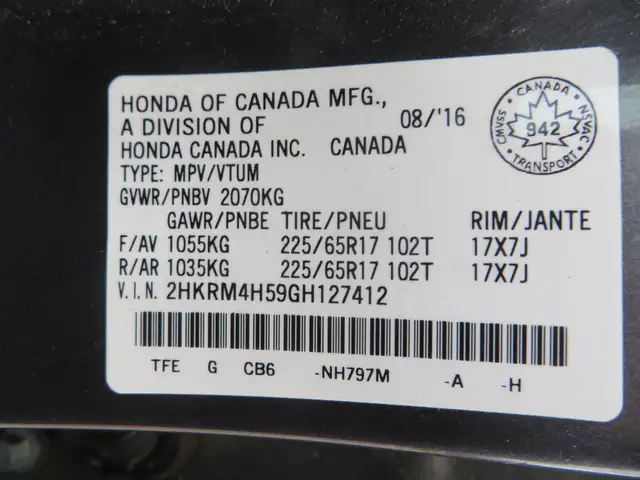 HONDA OF CANADA MFG.,
A DIVISION OF 08/'16
HONDA CANADA INC. CANADA
TYPE: MPV/VTUM
GVWR/PNBV 2070KG
GAWR/PNBE TIRE/PNEU RIM/JANTE
F/AV 1055KG 225/65R17 102T 17X7J
R/AR 1035KG 225/65R17 102T 17X7J
V.I.N. 2HKRM4H59GH127412
TFE G CB6 -NH797M -A -H
CANADA
CMVSS 942 NSVAC
TRANSPORT